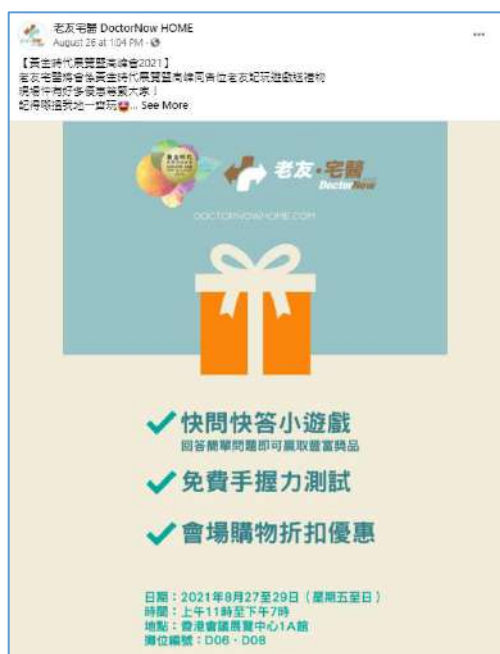 老友宅醫 DoctorNow HOME
August 26 at 1:04 PM ·
【黃金時代展覽暨高峰會2021】
老友宅醫將會係黃金時代展覽暨高峰同各位老友記玩遊戲送禮物
現場仲有好多優惠等緊大家！
記得嚟搵我地一齊玩... See More
老友·宅醫
DoctorNow
DOCTORNOWHOME.COM
快問快答小遊戲
回答簡單問題即可贏取豐富獎品
免費手握力測試
會場購物折扣優惠
日期：2021年8月27至29日（星期五至日）
時間：上午11時至下午7時
地點：香港會議展覽中心1A館
攤位編號：D06、D08